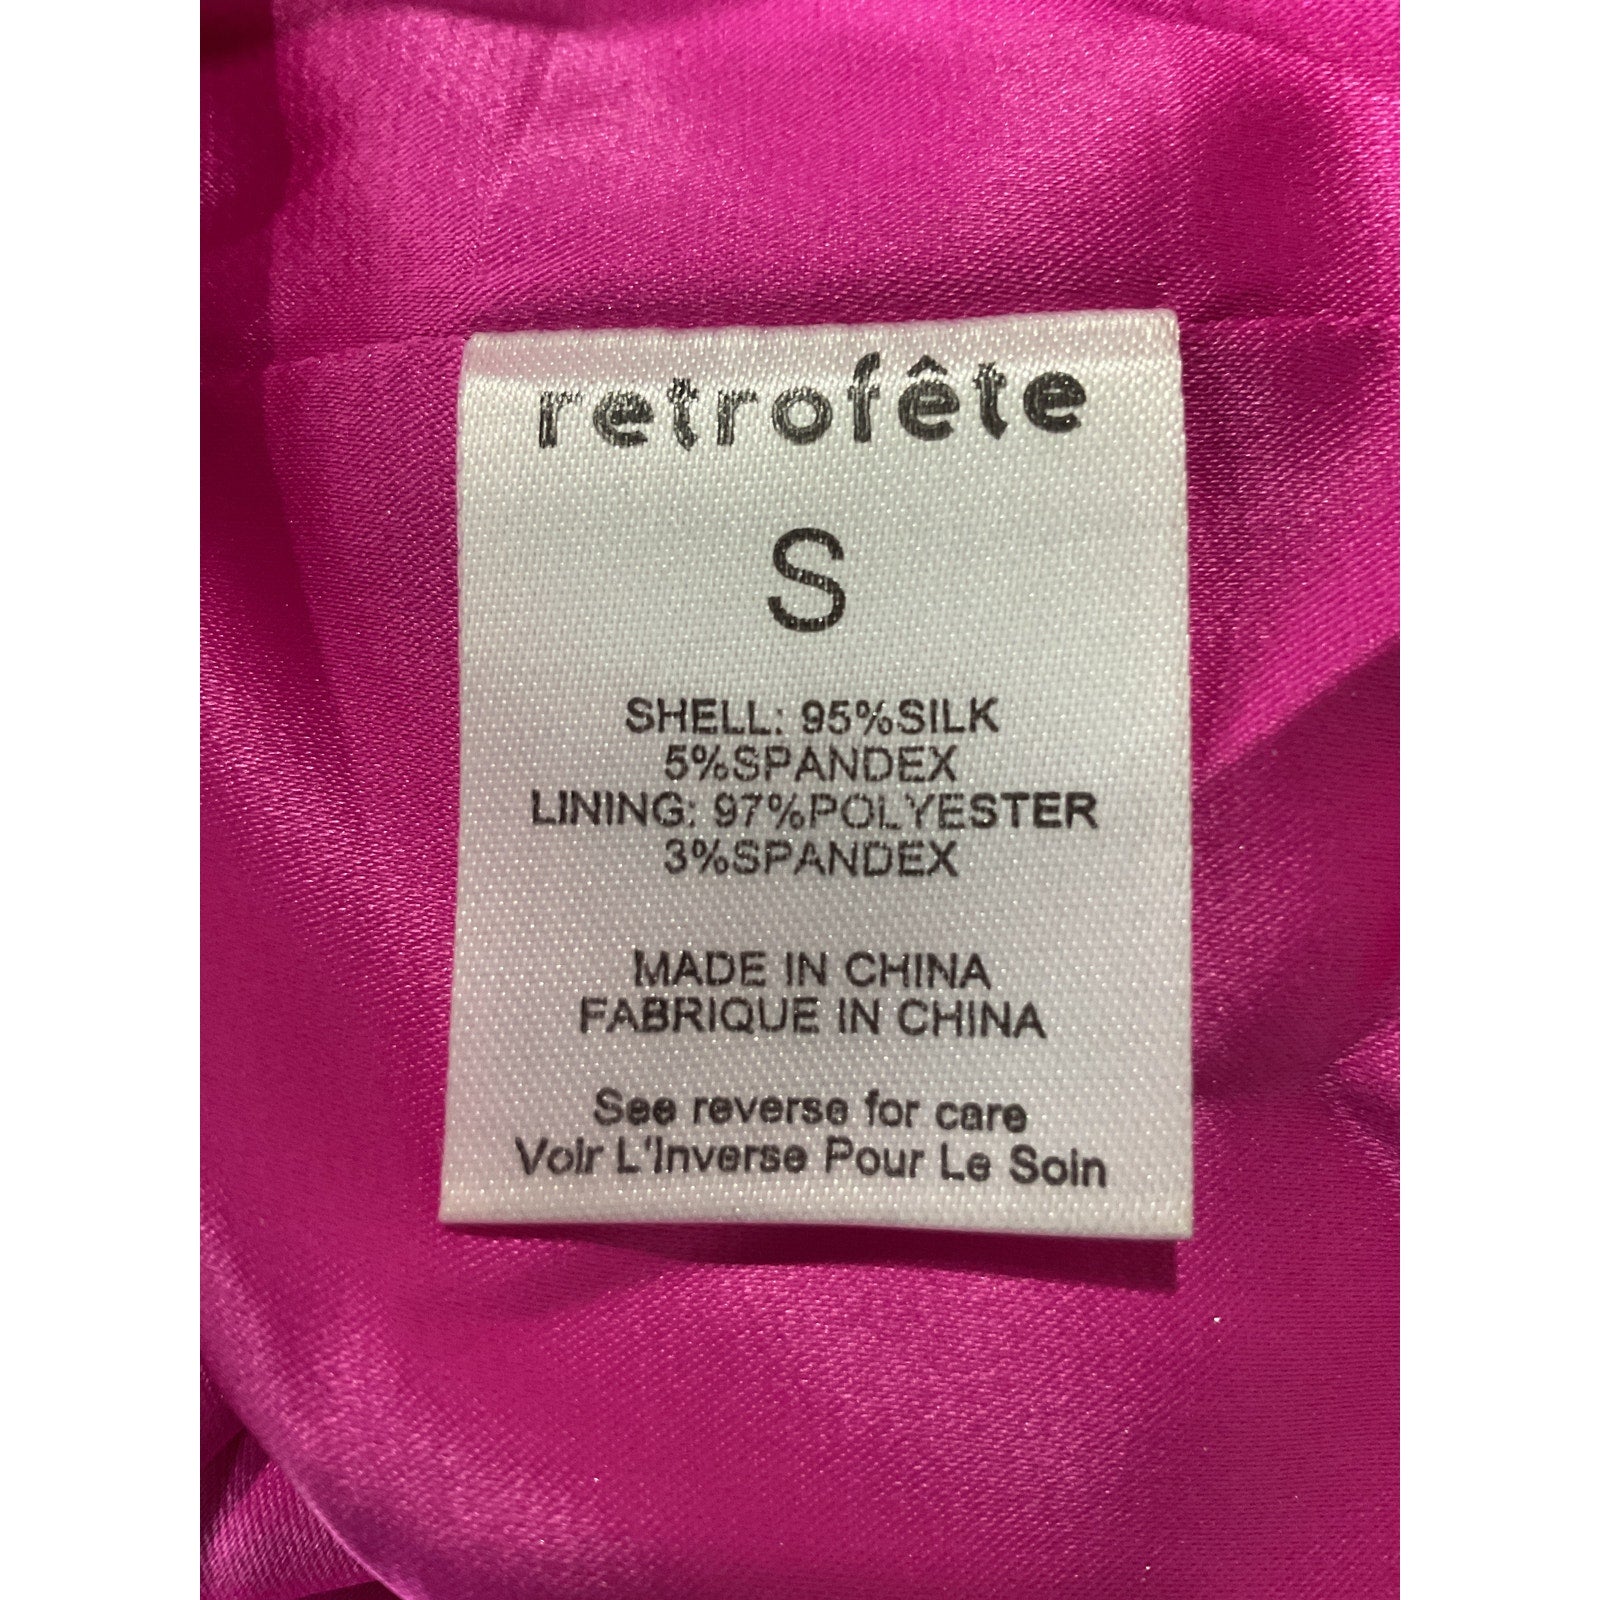 retrofête
S
SHELL: 95%SILK
5%SPANDEX
LINING: 97%POLYESTER
3%SPANDEX
MADE IN CHINA
FABRIQUE IN CHINA
See reverse for care
Voir L'Inverse Pour Le Soin